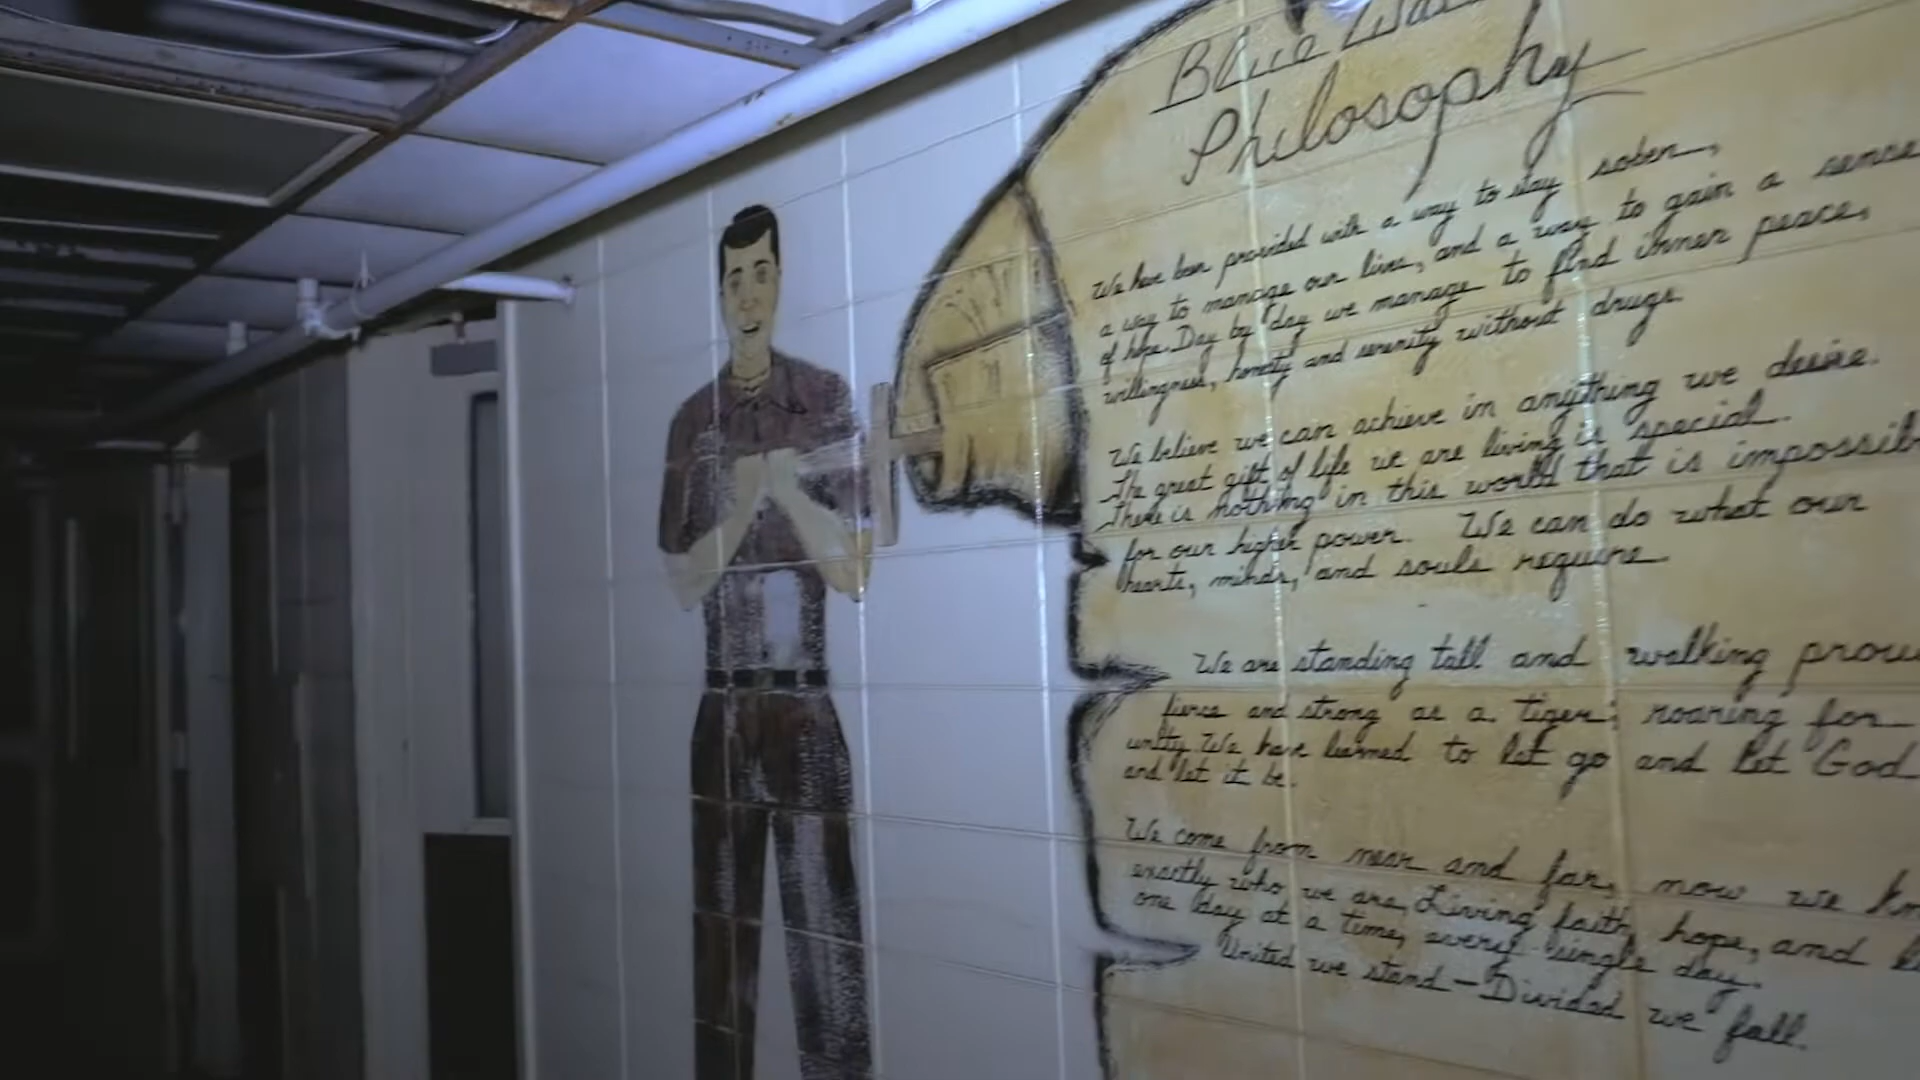 Blue
Philosophy
We have been provided with a way to stay sober,
a way to manage our lives, and a way to gain a sense
of hope. Day by day we manage to find inner peace,
willingness, honesty and serenity without drugs.
We believe we can achieve in anything we desire.
The great gift of life we are living is special.
There is nothing in this world that is impossibl
for our higher power. We can do what our
hearts, minds, and souls require.
We are standing tall and walking prou
fierce and strong as a tiger; roaring for
unity. We have learned to let go and let God
and let it be.
We come from near and far, now we kn
exactly who we are, Living faith, hope, and
one day at a time, every single day.
United we stand - Divided we fall.